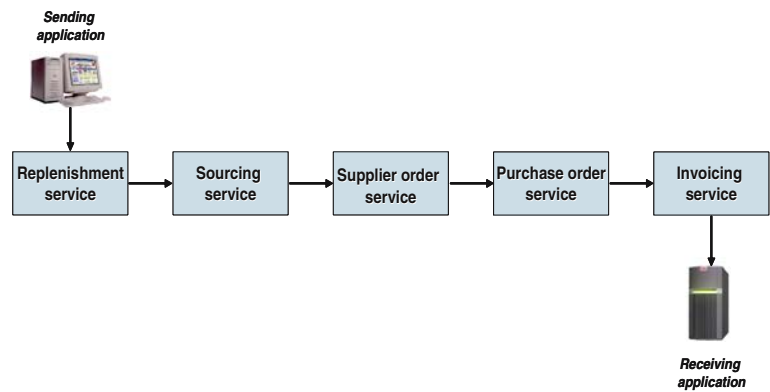 Sending
application
Replenishment
service
Sourcing
service
Supplier order
service
Purchase order
service
Invoicing
service
Receiving
application